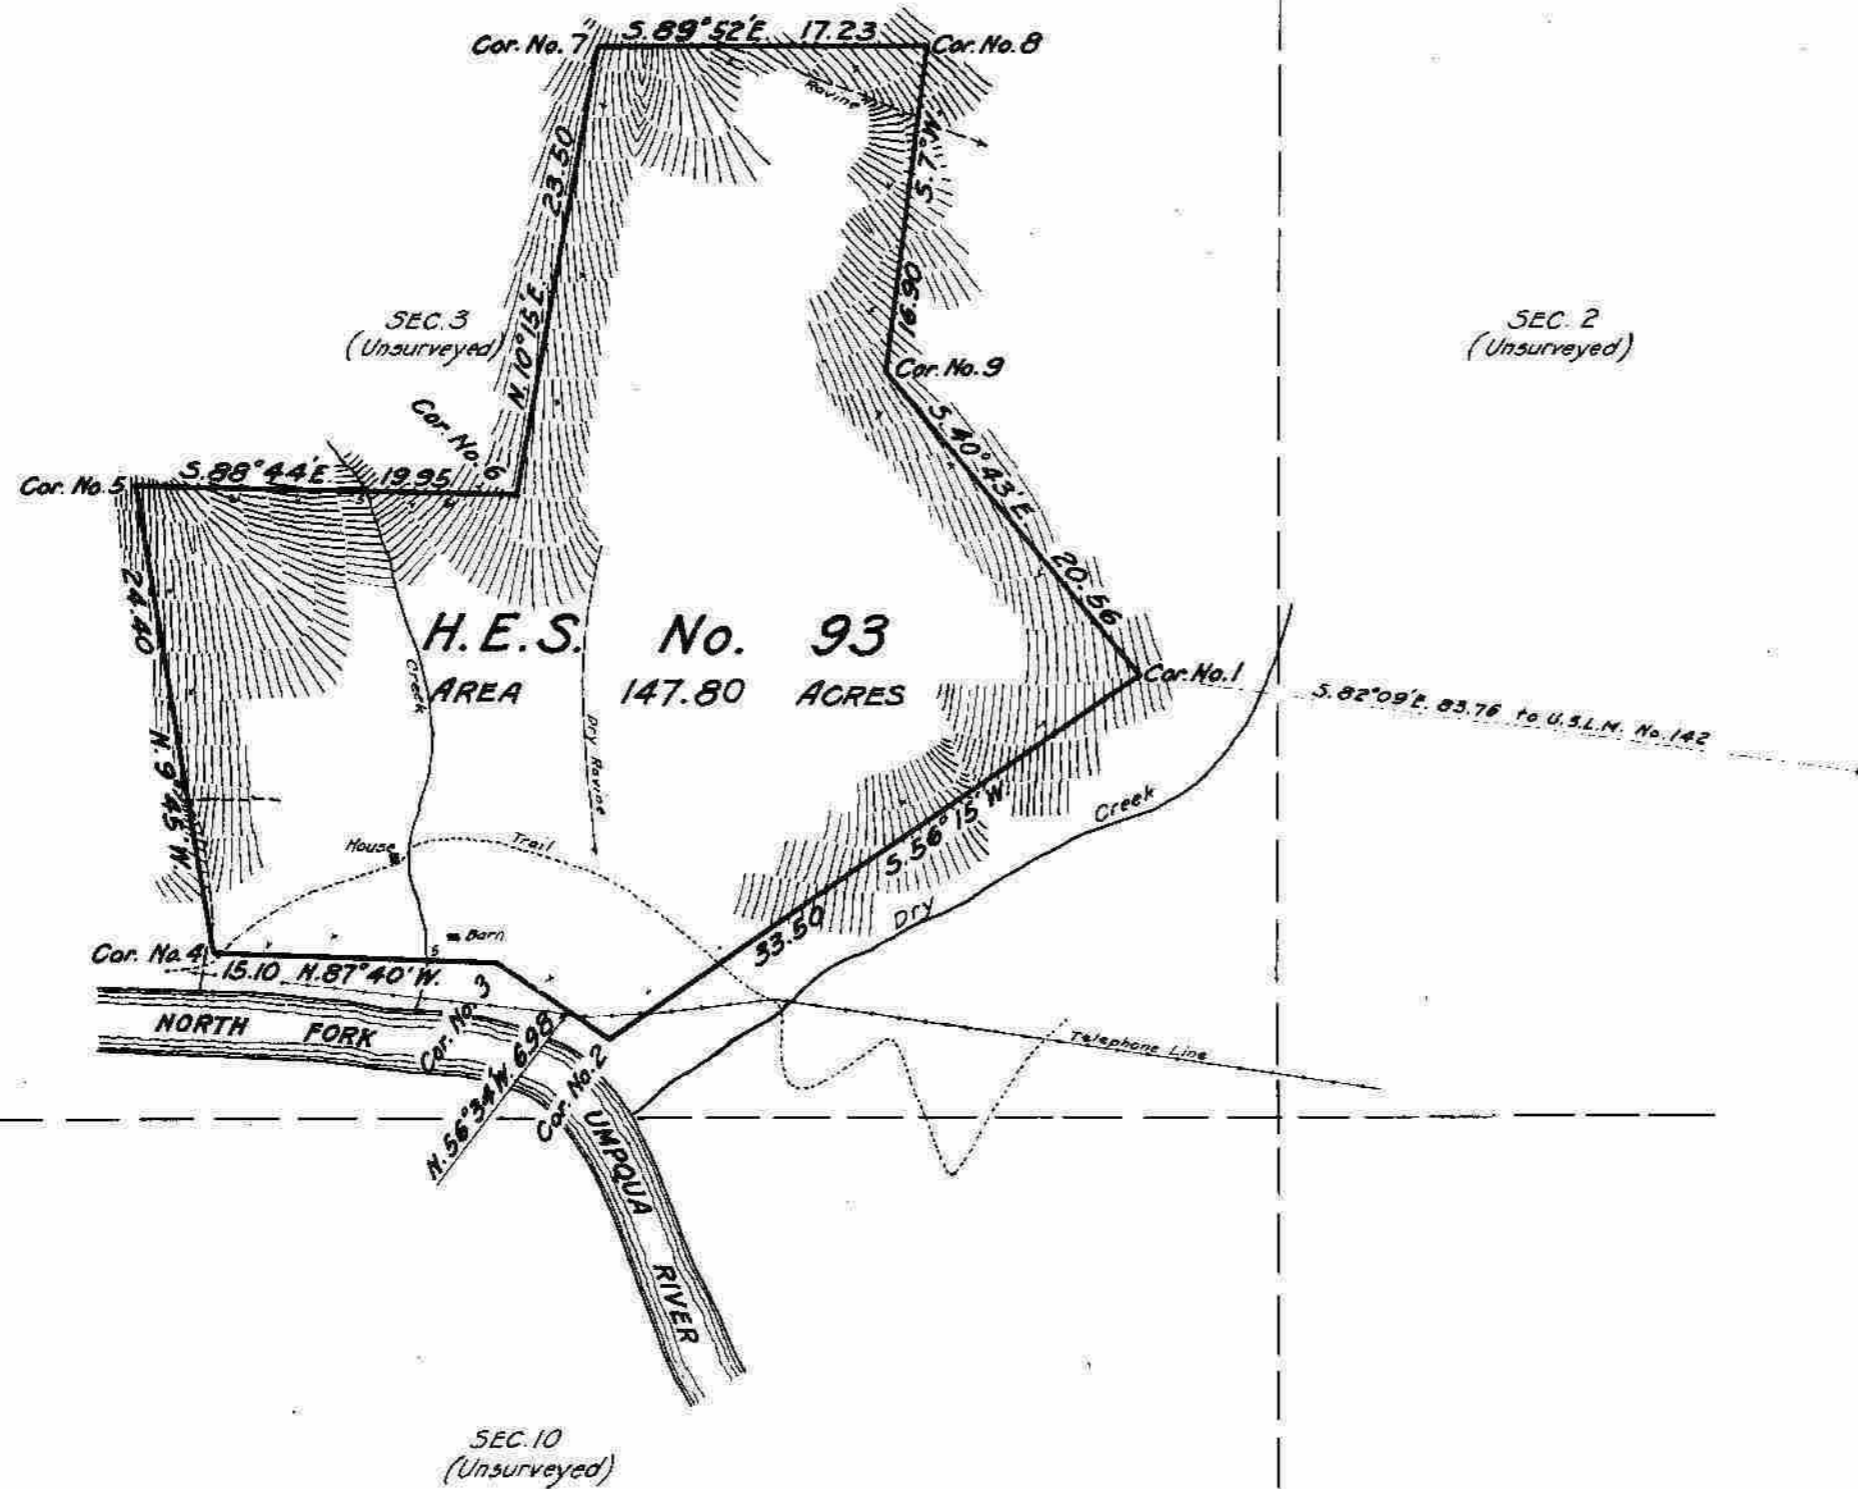 Cor. No. 7
S. 89° 52' E. 17.23
Cor. No. 8
Ravine
23.50
N. 10° 15' E.
S. 7° W.
16.90
SEC. 3
(Unsurveyed)
SEC. 2
(Unsurveyed)
Cor. No. 9
Cor. No. 6
S. 40° 43' E.
20.56
Cor. No. 5
S. 88° 44' E. 19.95
24.40
N. 9° 45' W.
H.E.S. No. 93
AREA 147.80 ACRES
Creek
Dry Ravine
Cor. No. 1
S. 82° 09' E. 83.76 to U.S.L.M. No. 142
House
Trail
S. 56° 15' W.
33.50
Dry Creek
Barn
Cor. No. 4
15.10 N. 87° 40' W.
Cor. No. 3
N. 56° 34' W. 6.98
Cor. No. 2
Telephone Line
NORTH FORK
UMPQUA
RIVER
SEC. 10
(Unsurveyed)